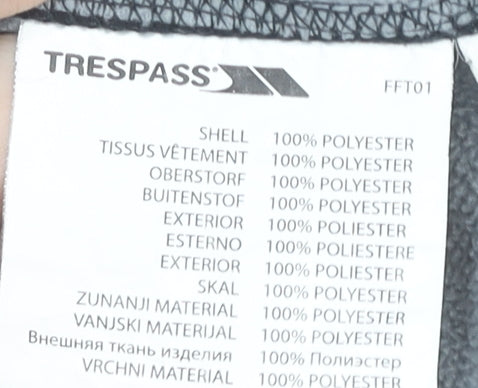 TRESPASS®
FFT01
SHELL 100% POLYESTER
TISSUS VÊTEMENT 100% POLYESTER
OBERSTORF 100% POLYESTER
BUITENSTOF 100% POLYESTER
EXTERIOR 100% POLIESTER
ESTERNO 100% POLIESTERE
EXTERIOR 100% POLIESTER
SKAL 100% POLYESTER
ZUNANJI MATERIAL 100% POLYESTER
VANJSKI MATERIJAL 100% POLYESTER
Внешняя ткань изделия 100% Полиэстер
VRCHNI MATERIAL 100% POLYESTER